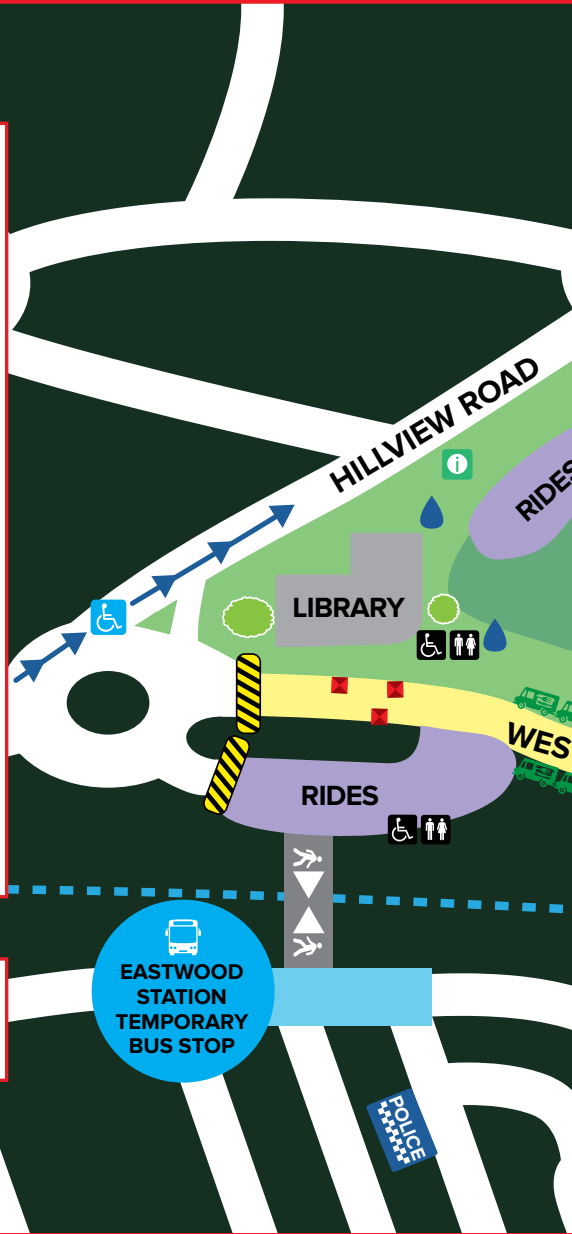 HILLVIEW ROAD
RIDES
LIBRARY
WES
RIDES
EASTWOOD
STATION
TEMPORARY
BUS STOP
POLICE